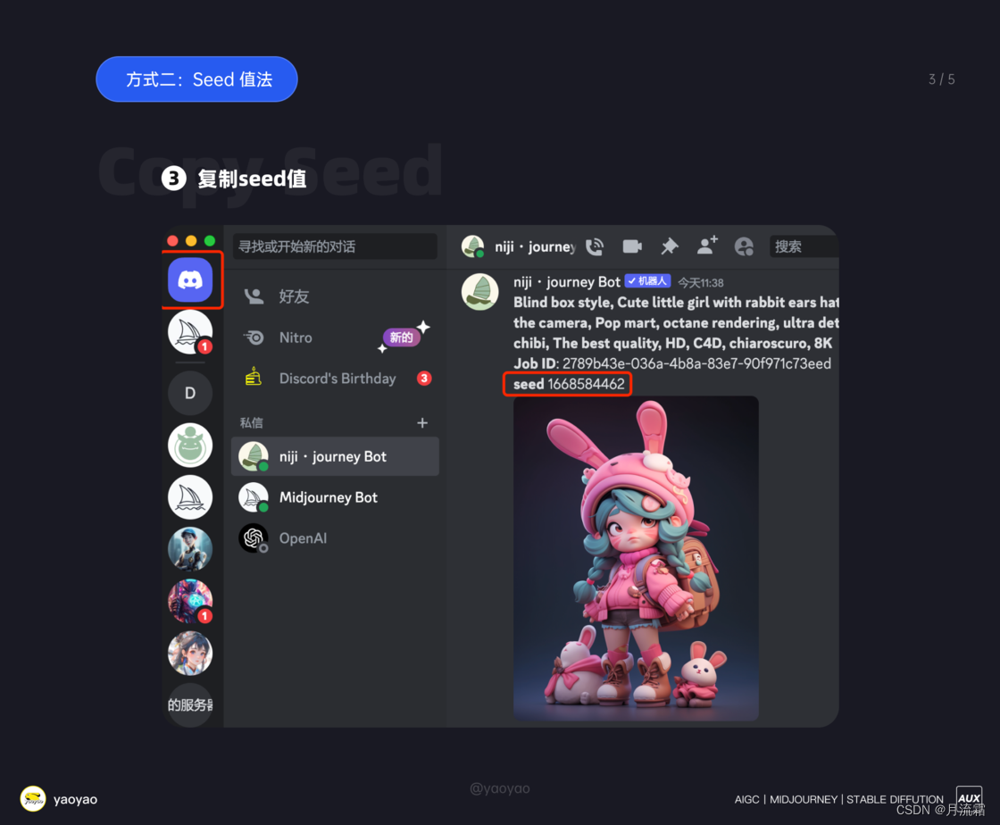 方式二：Seed 值法
3 / 5
Copy Seed
3 复制seed值
寻找或开始新的对话
好友
Nitro
新的
Discord's Birthday
3
私信
niji · journey Bot
Midjourney Bot
OpenAI
1
D
1
的服务器
niji · journey
搜索
niji · journey Bot 机器人 今天11:38
Blind box style, Cute little girl with rabbit ears hat
the camera, Pop mart, octane rendering, ultra det
chibi, The best quality, HD, C4D, chiaroscuro, 8K
Job ID: 2789b43e-036a-4b8a-83e7-90f971c73eed
seed 1668584462
yaoyao
@yaoyao
AIGC | MIDJOURNEY | STABLE DIFFUTION
AUX
CSDN @月流霜